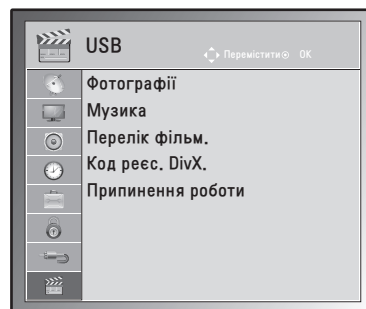 USB
Перемістити OK
Фотографії
Музика
Перелік фільм.
Код реєс. DivX.
Припинення роботи